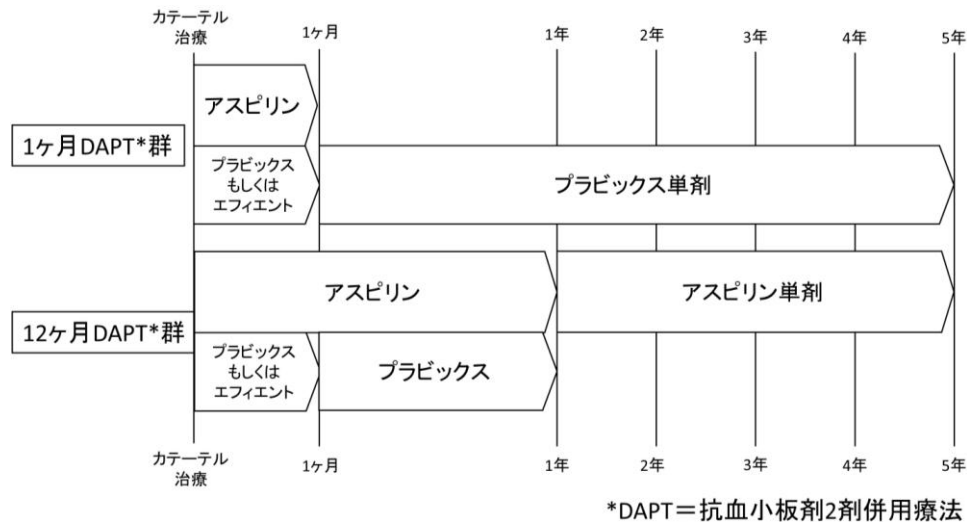 カテーテル
治療
1ヶ月
1年
2年
3年
4年
5年
アスピリン
1ヶ月DAPT*群
プラビックス
もしくは
エフィエント
プラビックス単剤
アスピリン
アスピリン単剤
12ヶ月DAPT*群
プラビックス
もしくは
エフィエント
プラビックス
カテーテル
治療
1ヶ月
1年
2年
3年
4年
5年
*DAPT＝抗血小板剤2剤併用療法